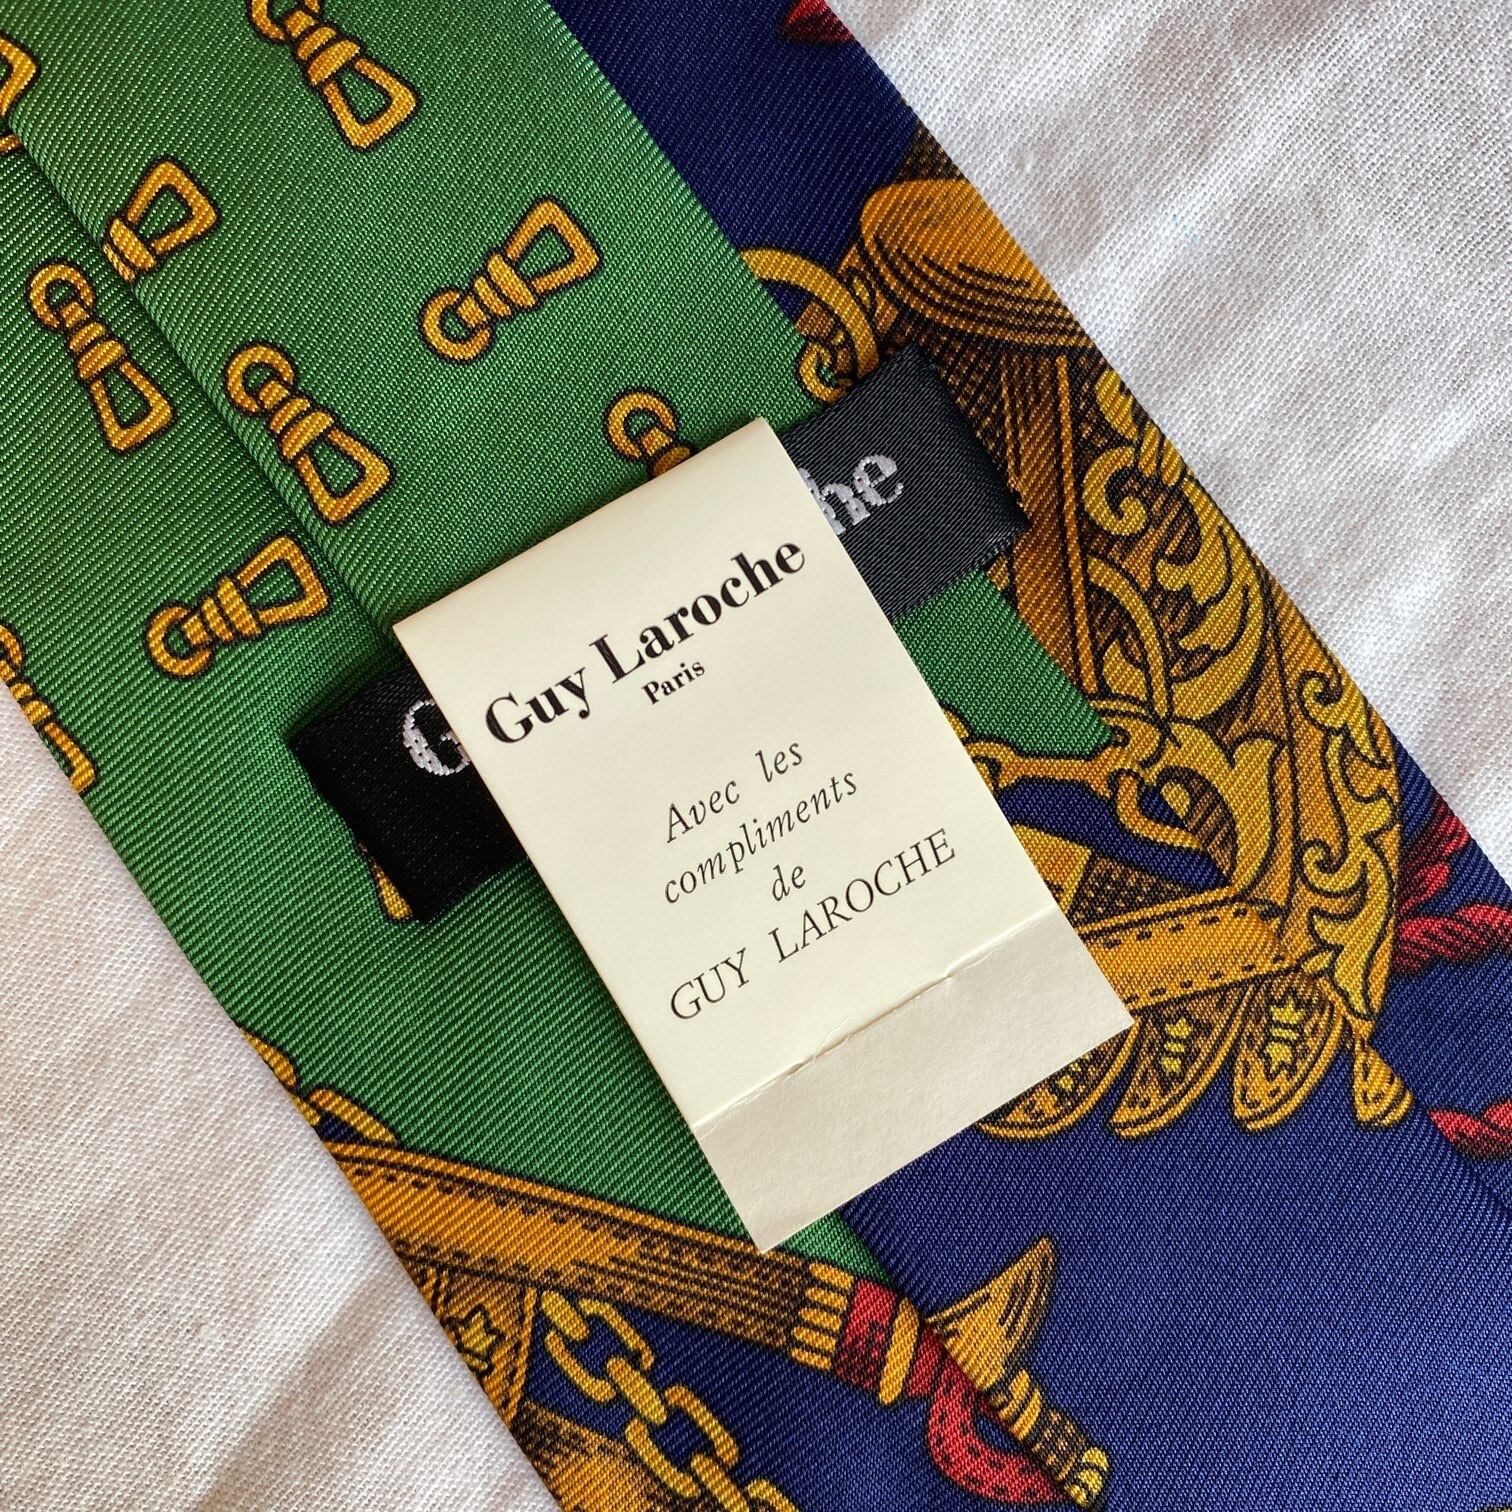 Guy Laroche
Paris
Avec les
compliments
de
GUY LAROCHE